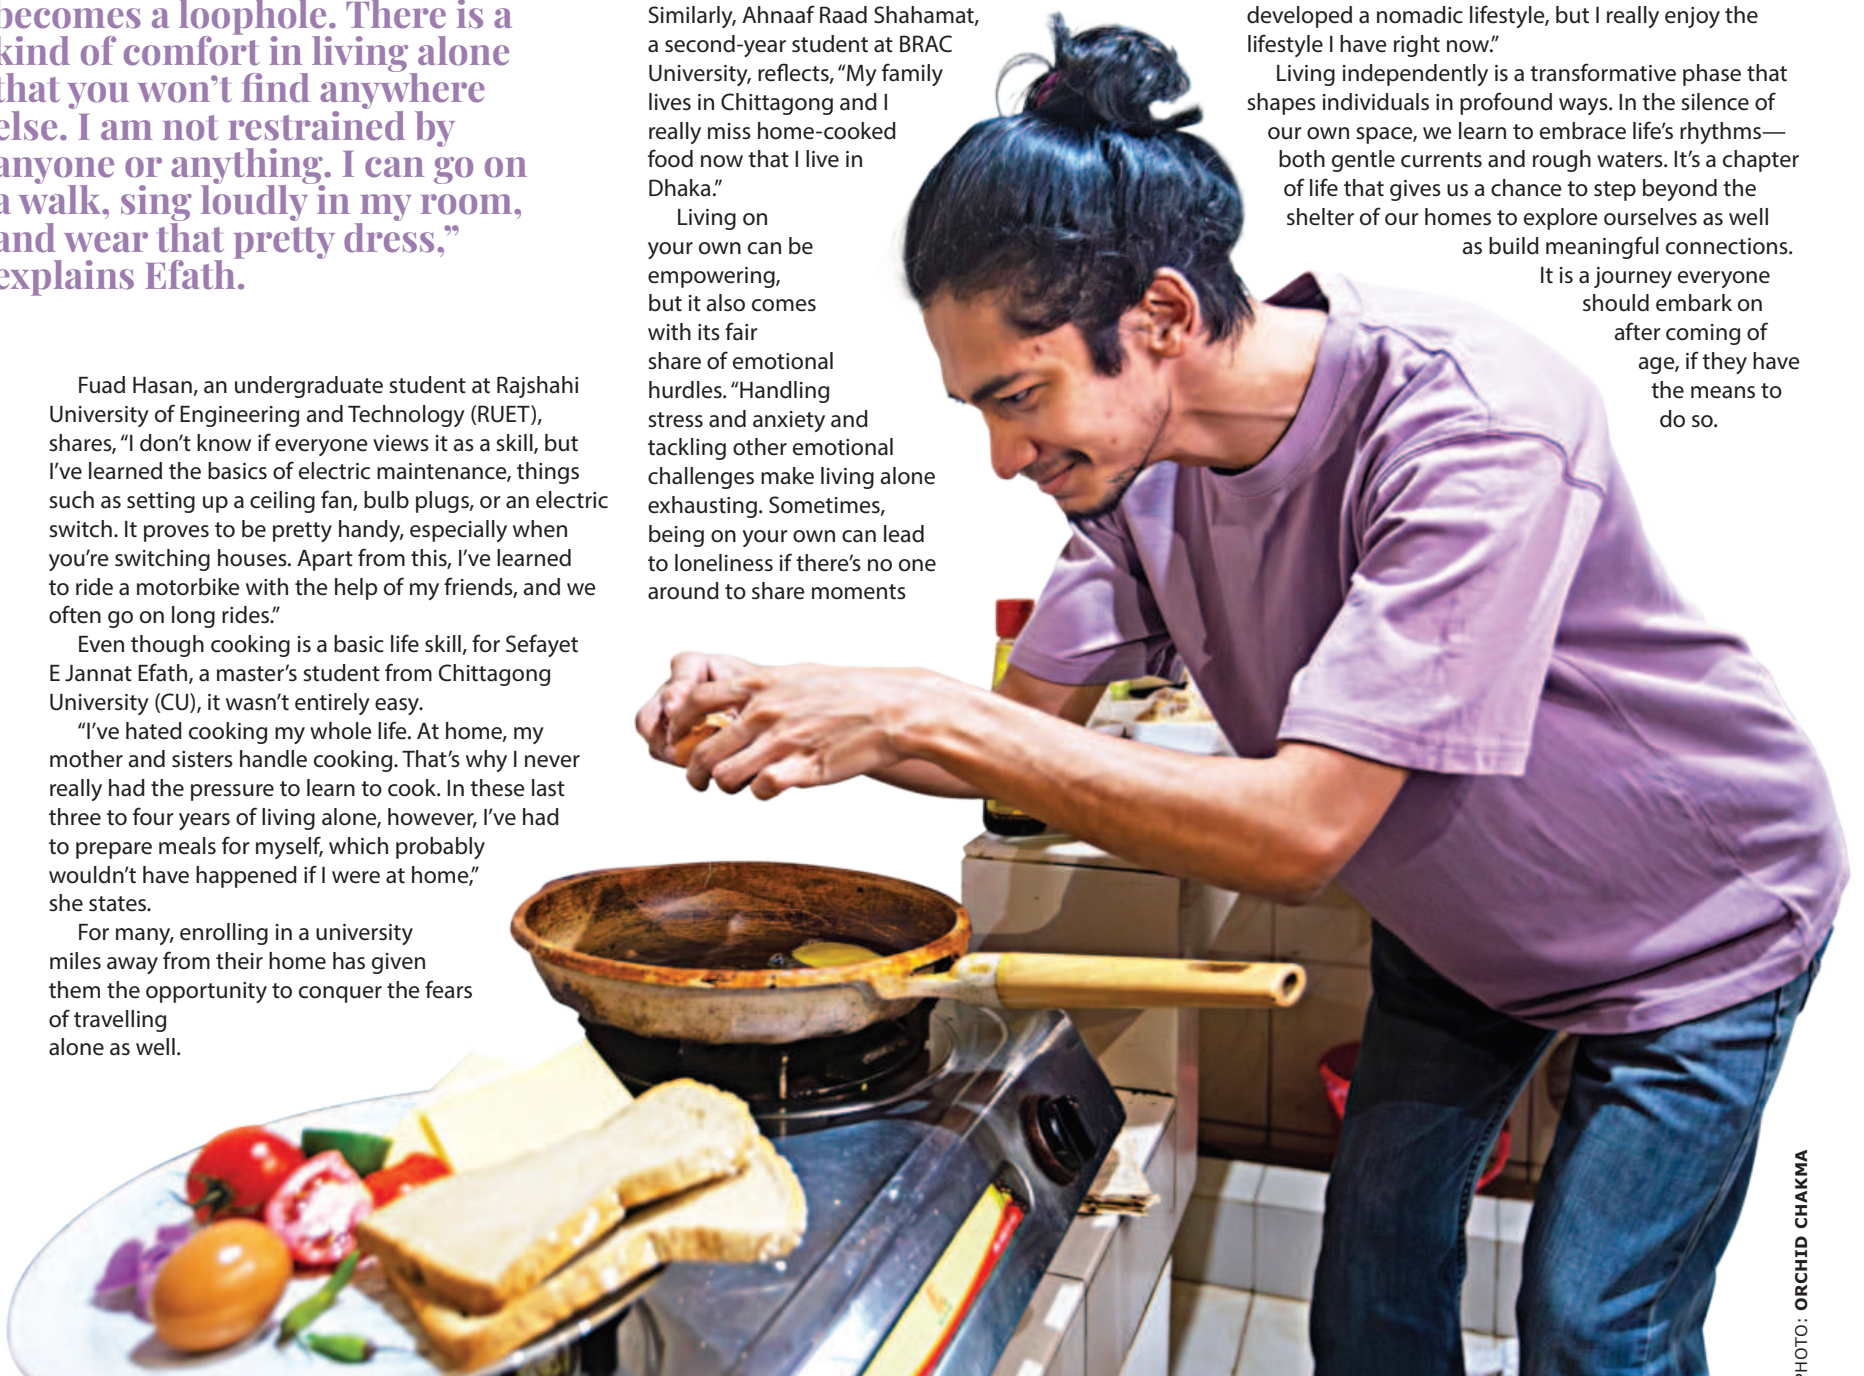 becomes a loophole. There is a
kind of comfort in living alone
that you won't find anywhere
else. I am not restrained by
anyone or anything. I can go on
a walk, sing loudly in my room,
and wear that pretty dress,"
explains Efath.
Fuad Hasan, an undergraduate student at Rajshahi
University of Engineering and Technology (RUET),
shares, "I don't know if everyone views it as a skill, but
I've learned the basics of electric maintenance, things
such as setting up a ceiling fan, bulb plugs, or an electric
switch. It proves to be pretty handy, especially when
you're switching houses. Apart from this, I've learned
to ride a motorbike with the help of my friends, and we
often go on long rides."
Even though cooking is a basic life skill, for Sefayet
E Jannat Efath, a master's student from Chittagong
University (CU), it wasn't entirely easy.
"I've hated cooking my whole life. At home, my
mother and sisters handle cooking. That's why I never
really had the pressure to learn to cook. In these last
three to four years of living alone, however, I've had
to prepare meals for myself, which probably
wouldn't have happened if I were at home,"
she states.
For many, enrolling in a university
miles away from their home has given
them the opportunity to conquer the fears
of travelling
alone as well.
Similarly, Ahnaaf Raad Shahamat,
a second-year student at BRAC
University, reflects, "My family
lives in Chittagong and I
really miss home-cooked
food now that I live in
Dhaka."
Living on
your own can be
empowering,
but it also comes
with its fair
share of emotional
hurdles. "Handling
stress and anxiety and
tackling other emotional
challenges make living alone
exhausting. Sometimes,
being on your own can lead
to loneliness if there's no one
around to share moments
developed a nomadic lifestyle, but I really enjoy the
lifestyle I have right now."
Living independently is a transformative phase that
shapes individuals in profound ways. In the silence of
our own space, we learn to embrace life's rhythms—
both gentle currents and rough waters. It's a chapter
of life that gives us a chance to step beyond the
shelter of our homes to explore ourselves as well
as build meaningful connections.
It is a journey everyone
should embark on
after coming of
age, if they have
the means to
do so.
PHOTO: ORCHID CHAKMA